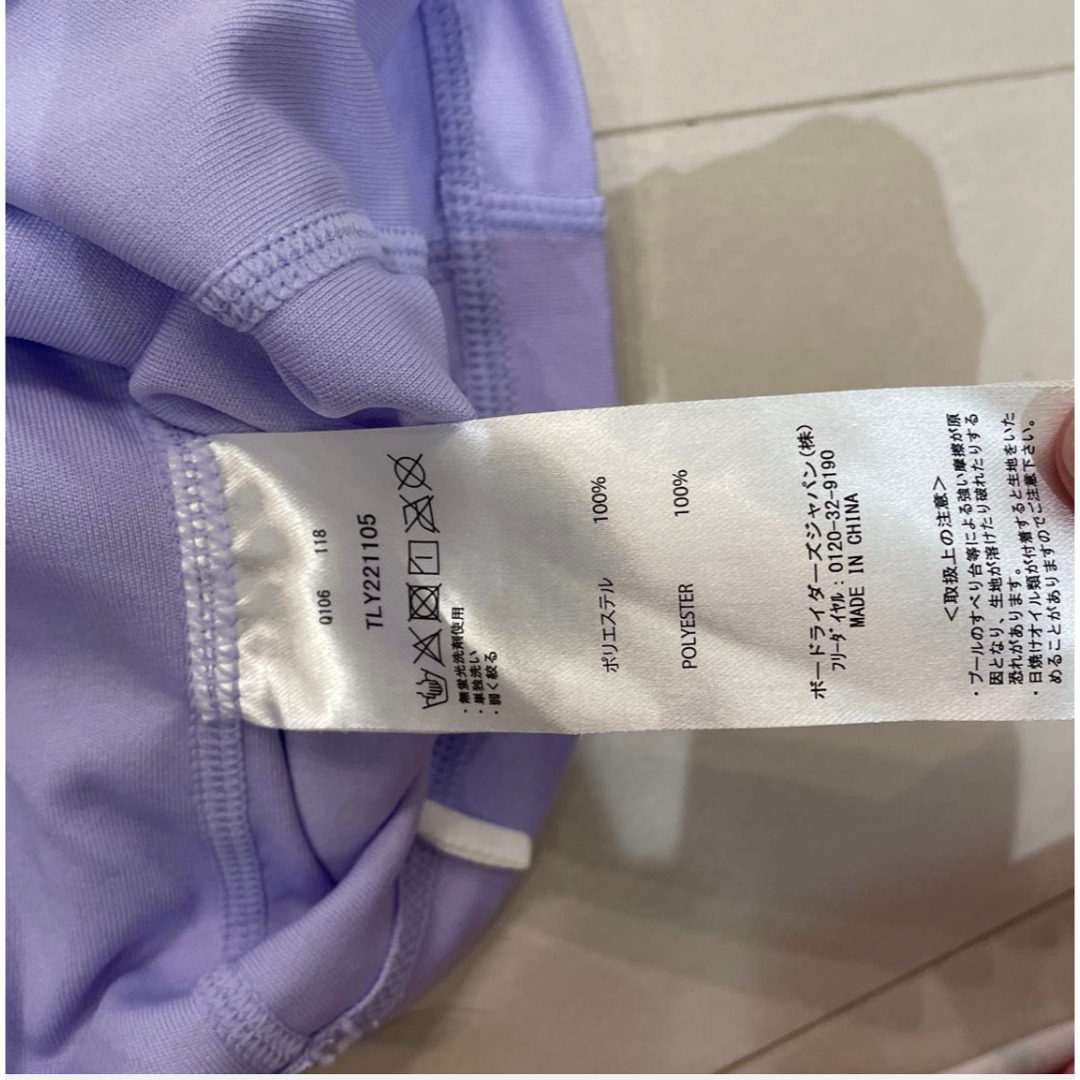 Q106 118
TLY221105
・無蛍光洗剤使用
・単独洗い
・弱く絞る
ポリエステル 100%
POLYESTER 100%
ボードライダーズジャパン(株)
フリーダイヤル：0120-32-9190
MADE IN CHINA
＜取扱上の注意＞
・プールのすべり台等による強い摩擦が原
因となり、生地が溶けたり破れたりする
恐れがあります。
・日焼けオイル類が付着すると生地をいた
めることがありますのでご注意下さい。